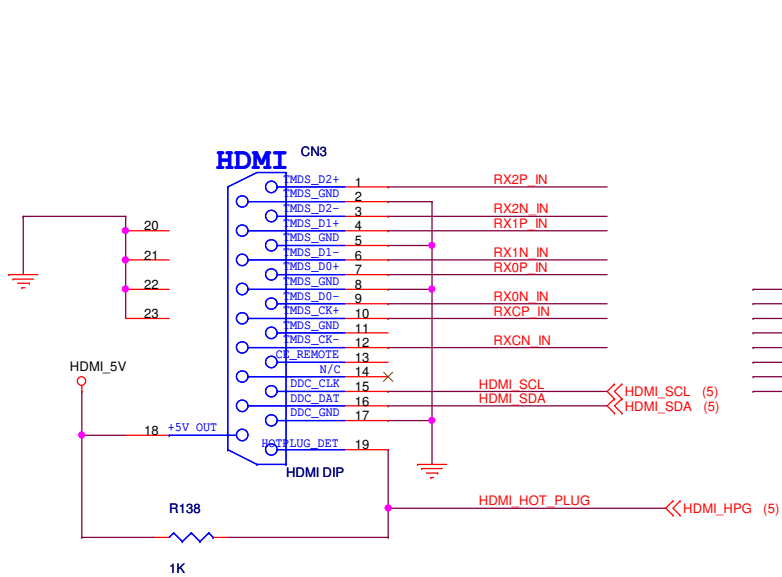 HDMI
CN3
TMDS_D2+ 1 RX2P_IN
TMDS_GND 2
TMDS_D2- 3 RX2N_IN
TMDS_D1+ 4 RX1P_IN
TMDS_GND 5
TMDS_D1- 6 RX1N_IN
TMDS_D0+ 7 RX0P_IN
TMDS_GND 8
TMDS_D0- 9 RX0N_IN
TMDS_CK+ 10 RXCP_IN
TMDS_GND 11
TMDS_CK- 12 RXCN_IN
CE_REMOTE 13
N/C 14
DDC_CLK 15 HDMI_SCL HDMI_SCL (5)
DDC_DAT 16 HDMI_SDA HDMI_SDA (5)
DDC_GND 17
HOTPLUG_DET 19
20
21
22
23
HDMI_5V
18 +5V OUT
HDMI DIP
HDMI_HOT_PLUG HDMI_HPG (5)
R138
1K